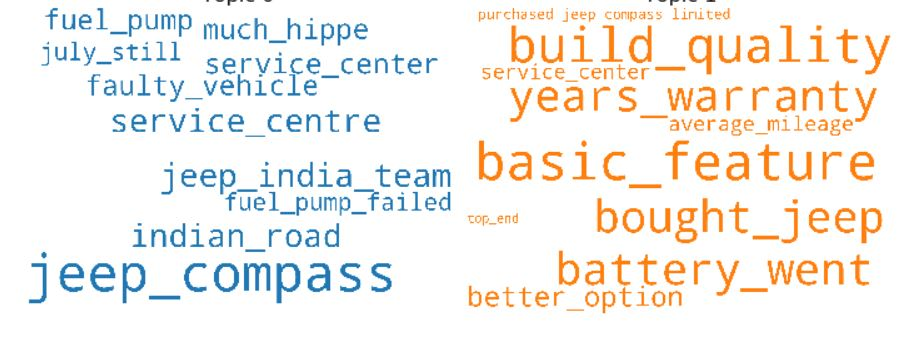 fuel_pump
much_hippe
july_still
service_center
faulty_vehicle
service_centre
jeep_india_team
fuel_pump_failed
indian_road
jeep_compass
purchased jeep compass limited
build_quality
service_center
years_warranty
average_mileage
basic_feature
top_end
bought_jeep
battery_went
better_option